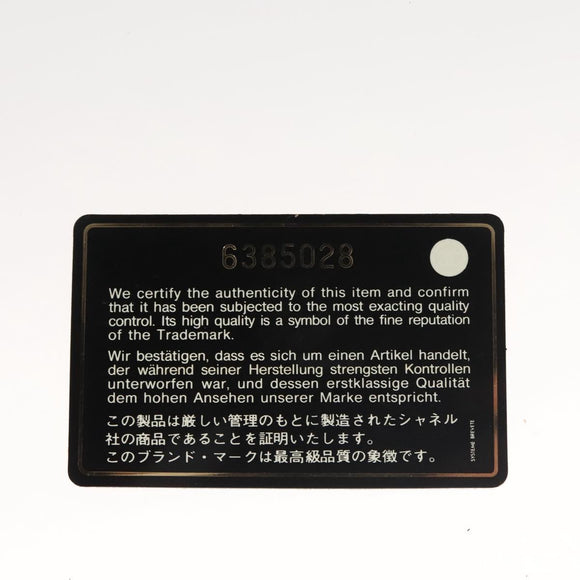 6385028
We certify the authenticity of this item and confirm
that it has been subjected to the most exacting quality
control. Its high quality is a symbol of the fine reputation
of the Trademark.
Wir bestätigen, dass es sich um einen Artikel handelt,
der während seiner Herstellung strengsten Kontrollen
unterworfen war, und dessen erstklassige Qualität
dem hohen Ansehen unserer Marke entspricht.
この製品は厳しい管理のもとに製造されたシャネル
社の商品であることを証明いたします。
このブランド・マークは最高級品質の象徴です。
SYSTEME BREVETE